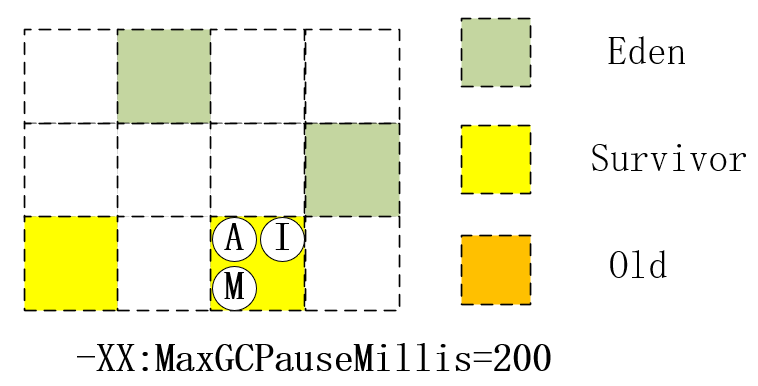 Eden
Survivor
A I
M
Old
-XX:MaxGCPauseMillis=200